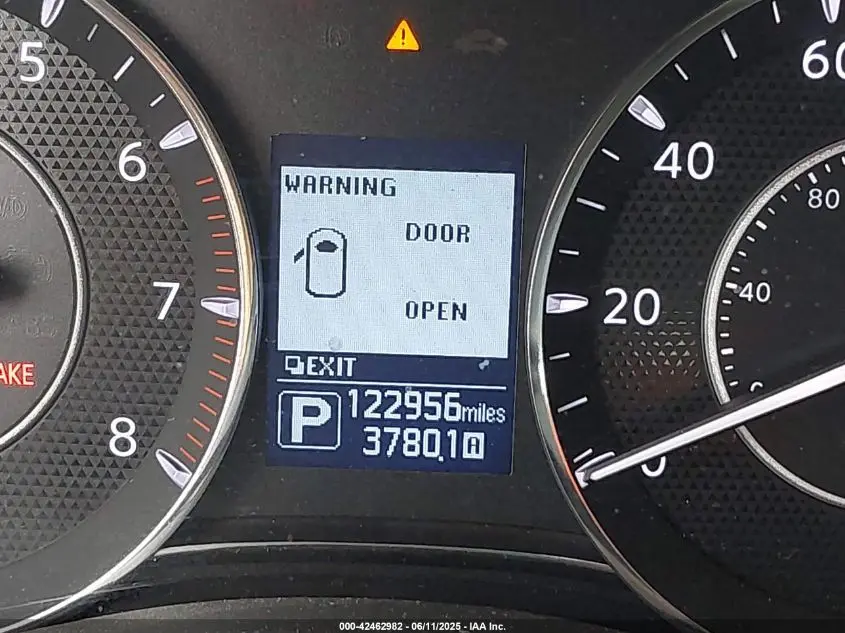 5
6
7
8
AKE
WARNING
DOOR
OPEN
EXIT
P
122956miles
3780.1 A
60
40
20
0
80
40
0
000-42462982 - 06/11/2025 - IAA Inc.